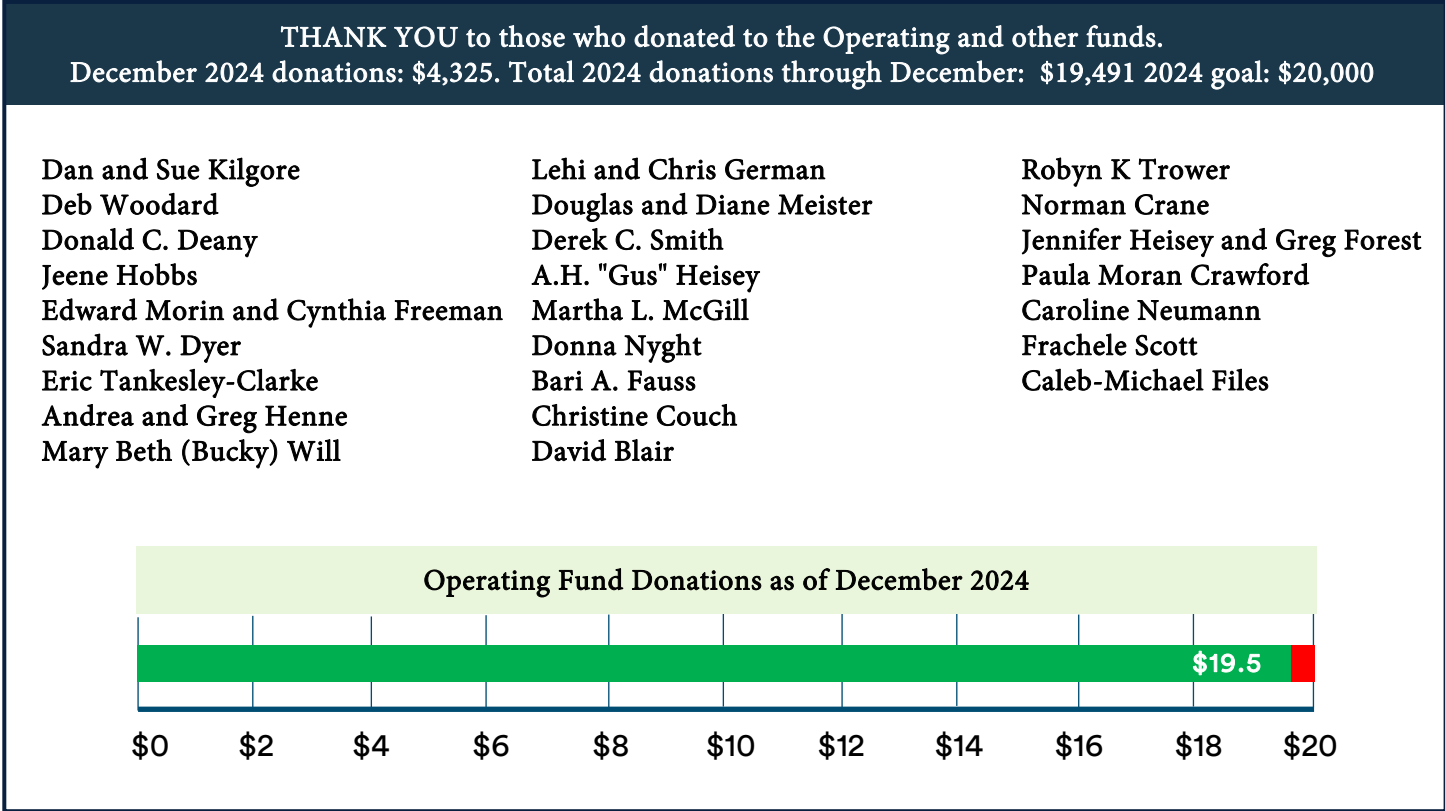 THANK YOU to those who donated to the Operating and other funds.
December 2024 donations: $4,325. Total 2024 donations through December:  $19,491 2024 goal: $20,000
Dan and Sue Kilgore
Deb Woodard
Donald C. Deany
Jeene Hobbs
Edward Morin and Cynthia Freeman
Sandra W. Dyer
Eric Tankesley-Clarke
Andrea and Greg Henne
Mary Beth (Bucky) Will
Lehi and Chris German
Douglas and Diane Meister
Derek C. Smith
A.H. "Gus" Heisey
Martha L. McGill
Donna Nyght
Bari A. Fauss
Christine Couch
David Blair
Robyn K Trower
Norman Crane
Jennifer Heisey and Greg Forest
Paula Moran Crawford
Caroline Neumann
Frachele Scott
Caleb-Michael Files
Operating Fund Donations as of December 2024
$19.5
$0 $2 $4 $6 $8 $10 $12 $14 $16 $18 $20